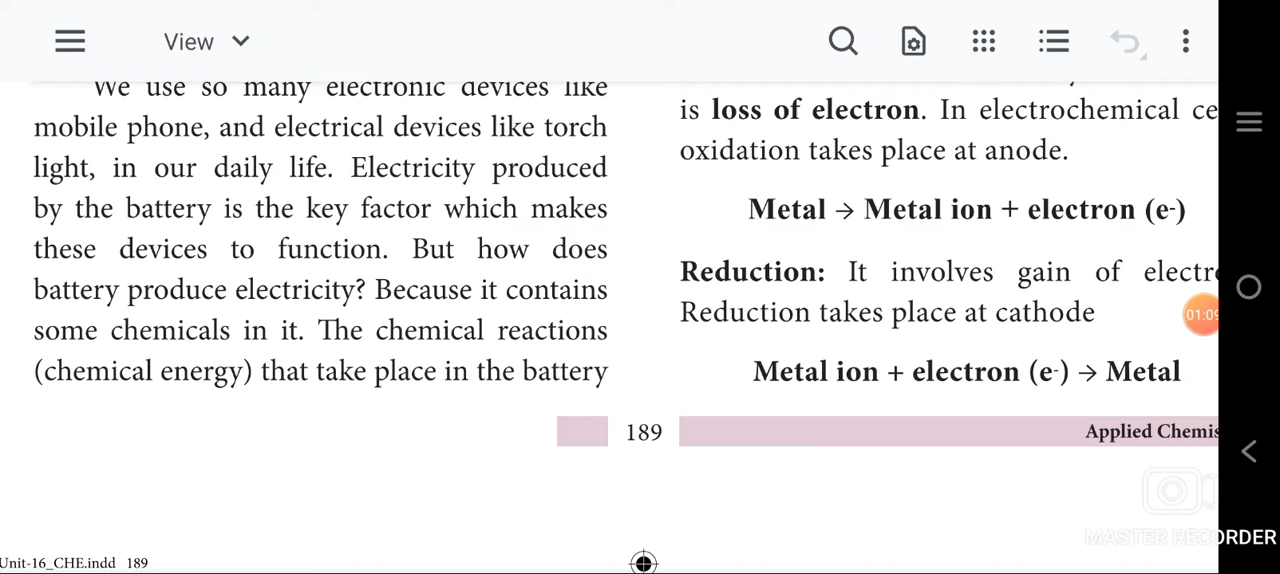 View
We use so many electronic devices like
mobile phone, and electrical devices like torch
light, in our daily life. Electricity produced
by the battery is the key factor which makes
these devices to function. But how does
battery produce electricity? Because it contains
some chemicals in it. The chemical reactions
(chemical energy) that take place in the battery
is loss of electron. In electrochemical ce
oxidation takes place at anode.
Metal → Metal ion + electron (e-)
Reduction: It involves gain of electr
Reduction takes place at cathode
Metal ion + electron (e-) → Metal
01:09
189
Applied Chemis
MASTER RECORDER
Unit-16_CHE.indd 189